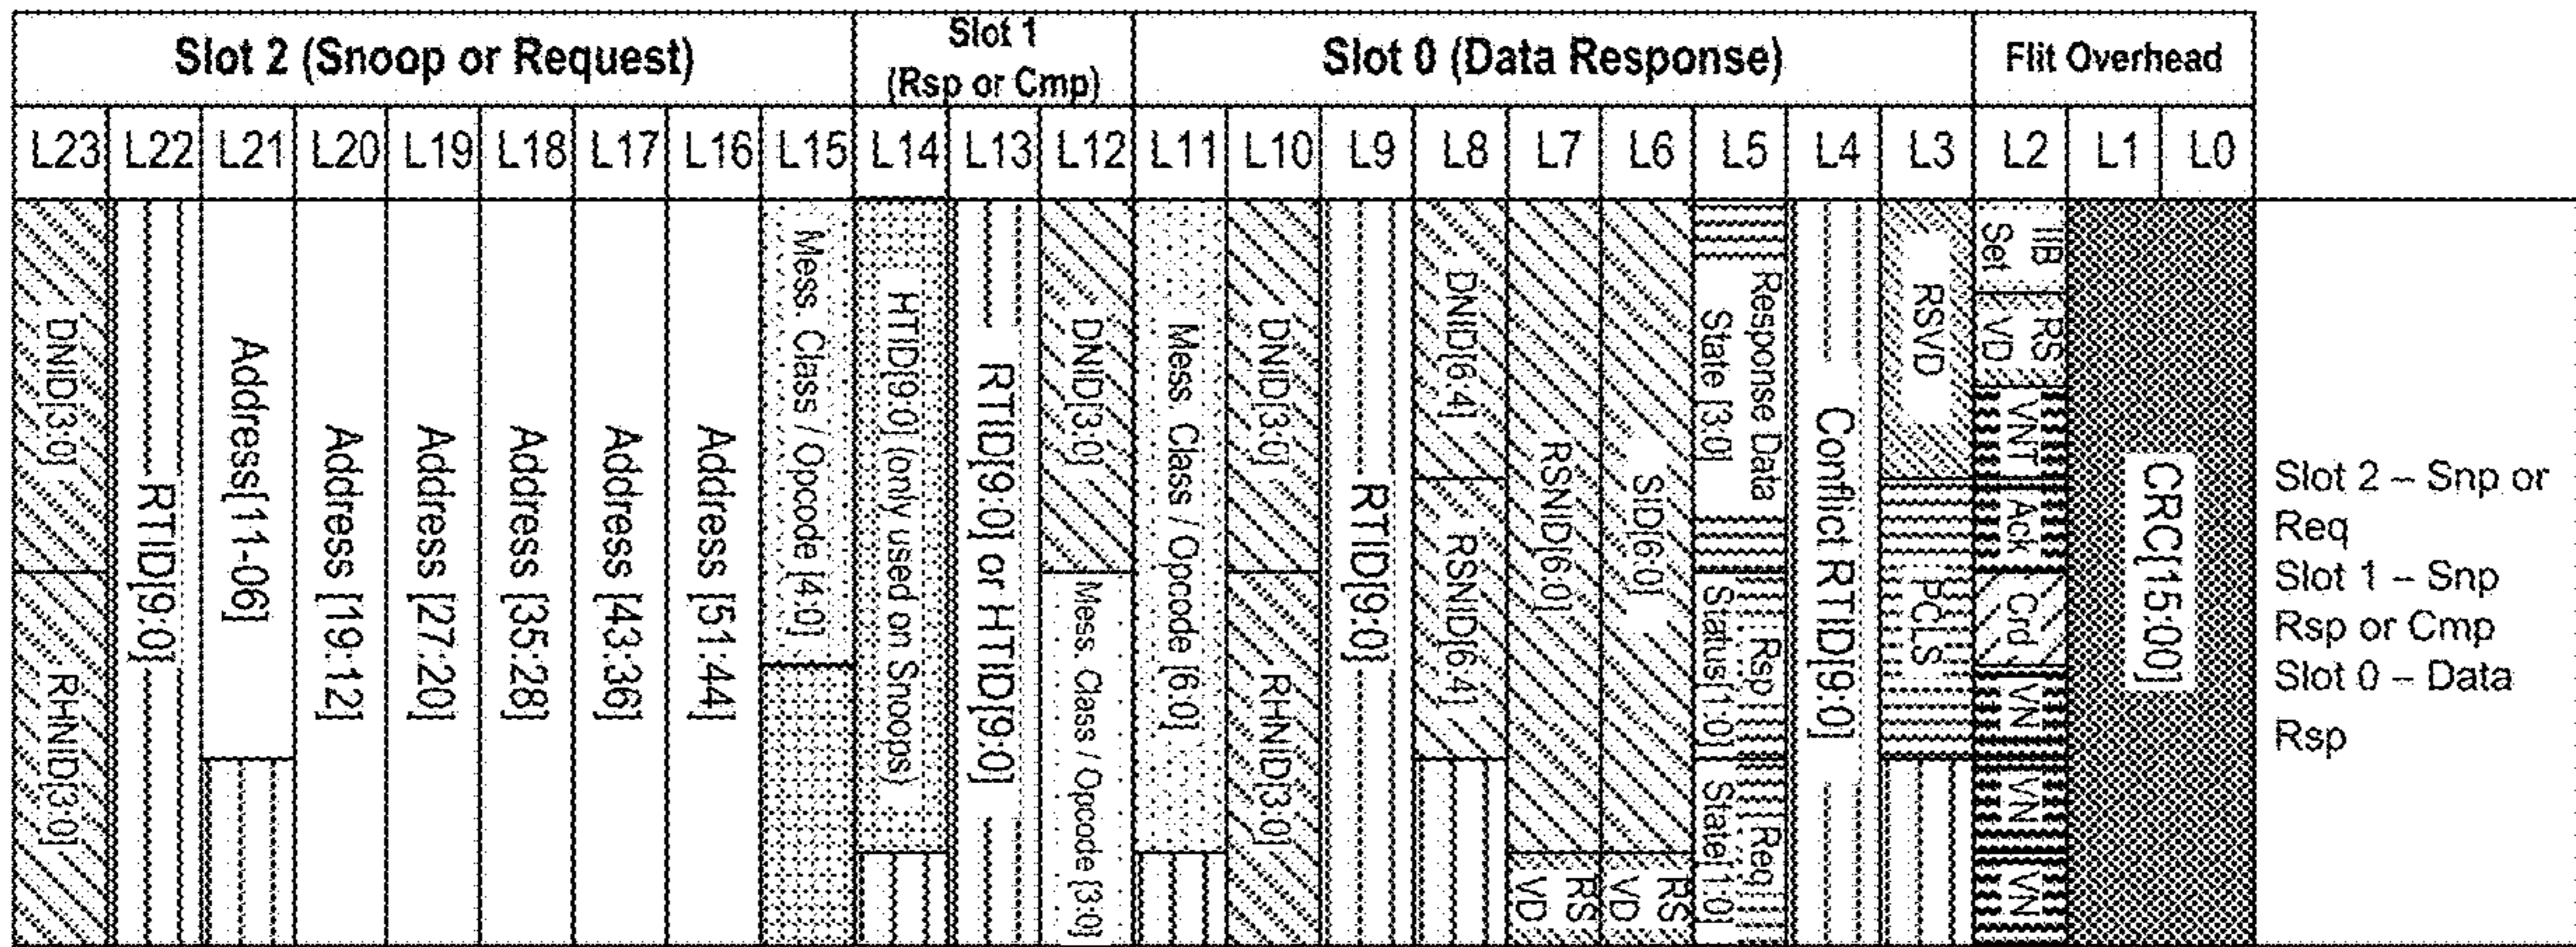 Slot 2 (Snoop or Request)
Slot 1
(Rsp or Cmp)
Slot 0 (Data Response)
Flit Overhead
L23 L22 L21 L20 L19 L18 L17 L16 L15 L14 L13 L12 L11 L10 L9 L8 L7 L6 L5 L4 L3 L2 L1 L0
DNID[3:0]
RHNID[3:0]
RTID[9:0]
Address[11-06]
Address [19:12]
Address [27:20]
Address [35:28]
Address [43:36]
Address [51:44]
Mess. Class / Opcode [4:0]
HTID[9:0] (only used on Snoops)
RTID[9:0] or HTID[9:0]
DNID[3:0]
Mess. Class / Opcode [3:0]
Mess. Class / Opcode [6:0]
DNID[3:0]
RHNID[3:0]
RTID[9:0]
DNID[6:4]
RSNID[6:4]
RSNID[6:0]
RS
VD
SID[6:0]
RS
VD
Response Data
State [3:0]
Rsp
Status[1:0]
Req
State[1:0]
Conflict RTID[9:0]
RSVD
PCLS
IIB
Set
RS
VD
VNT
Ack
Crd
VN
VN
VN
CRC[15:00]
Slot 2 – Snp or
Req
Slot 1 – Snp
Rsp or Cmp
Slot 0 – Data
Rsp